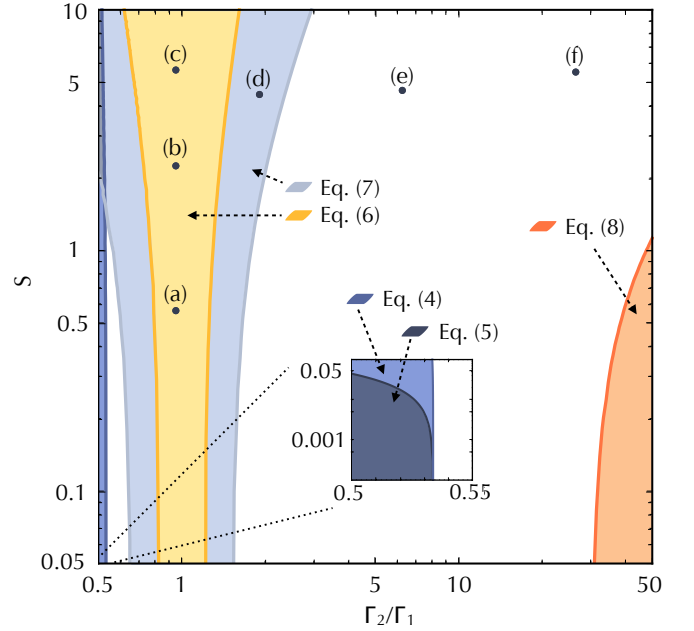 10
(c)
(f)
(d)
(e)
5
(b)
Eq. (7)
Eq. (6)
Eq. (8)
1
S
(a)
Eq. (4)
0.5
Eq. (5)
0.05
0.001
0.5
0.55
0.1
0.05
0.5
1
5
10
50
Γ₂/Γ₁